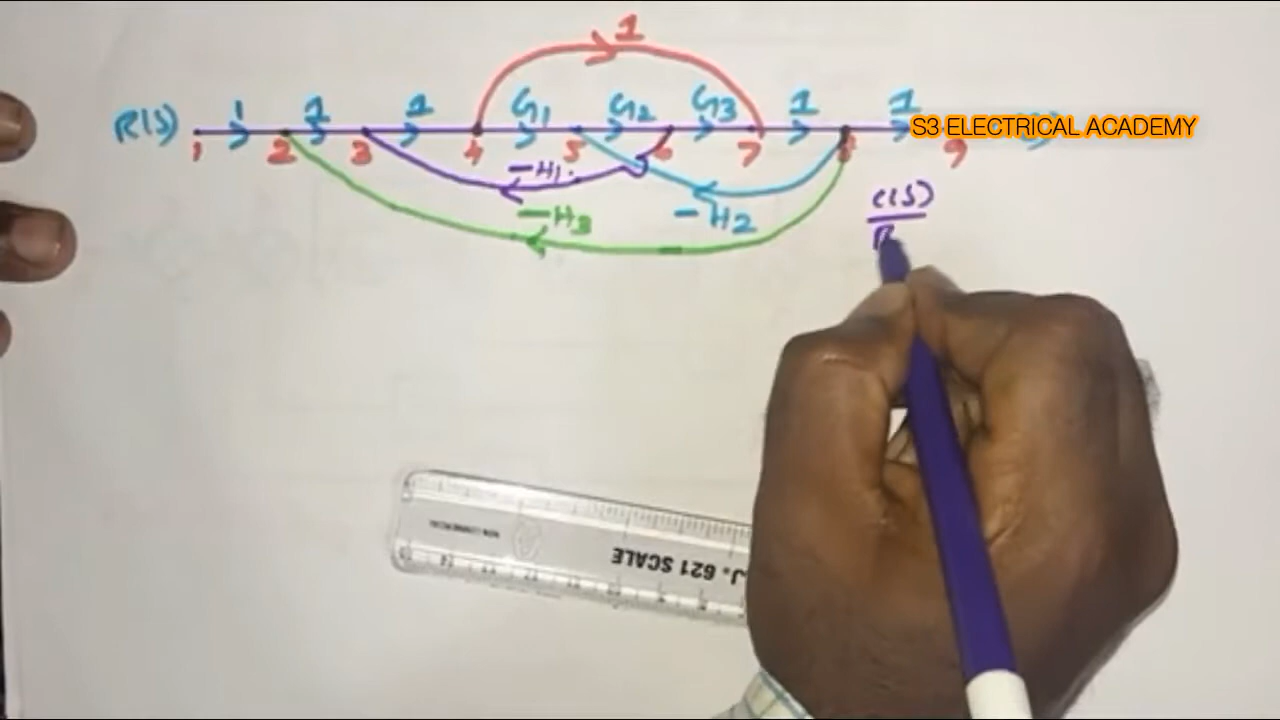 1
R(S) 1 1 1 G1 G2 G3 1 1
S3 ELECTRICAL ACADEMY
1 2 3 4 5 6 7 8 9
-H1
-H3 -H2
C(S)
R
J. 621 SCALE